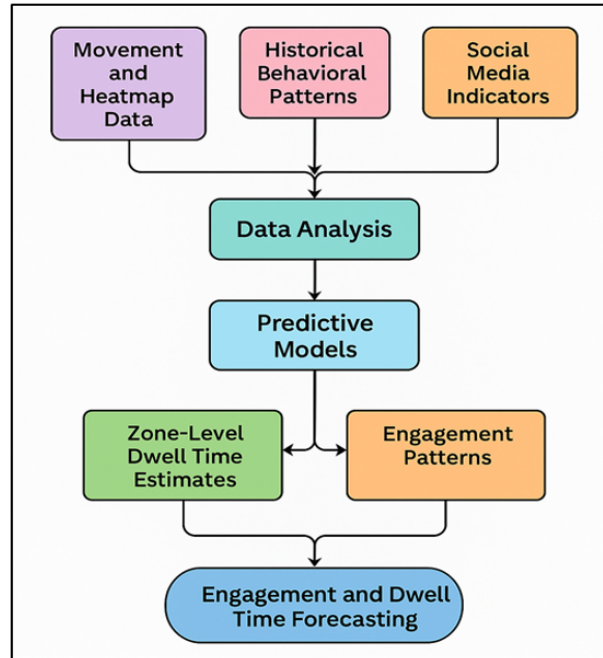 Movement
and
Heatmap
Data
Historical
Behavioral
Patterns
Social
Media
Indicators
Data Analysis
Predictive
Models
Zone-Level
Dwell Time
Estimates
Engagement
Patterns
Engagement and Dwell
Time Forecasting